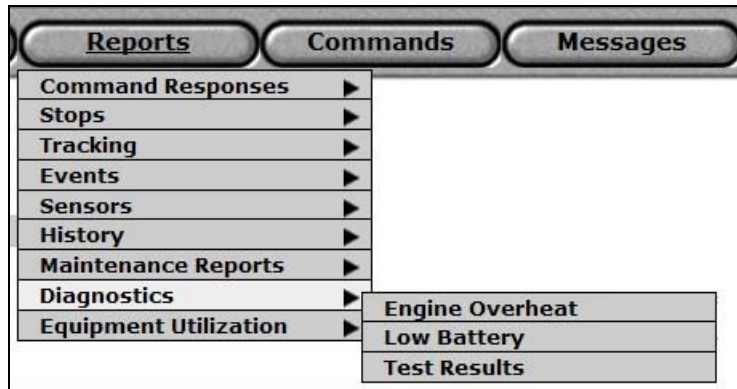 Reports Commands Messages
Command Responses
Stops
Tracking
Events
Sensors
History
Maintenance Reports
Diagnostics
Engine Overheat
Equipment Utilization
Low Battery
Test Results